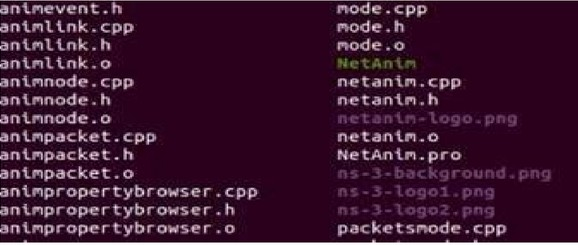 animevent.h mode.cpp
animlink.cpp mode.h
animlink.h mode.o
animlink.o NetAnim
animnode.cpp netanim.cpp
animnode.h netanim.h
animnode.o netanim-logo.png
animpacket.cpp netanim.o
animpacket.h NetAnim.pro
animpacket.o ns-3-background.png
animpropertybrowser.cpp ns-3-logo1.png
animpropertybrowser.h ns-3-logo2.png
animpropertybrowser.o packetsmode.cpp